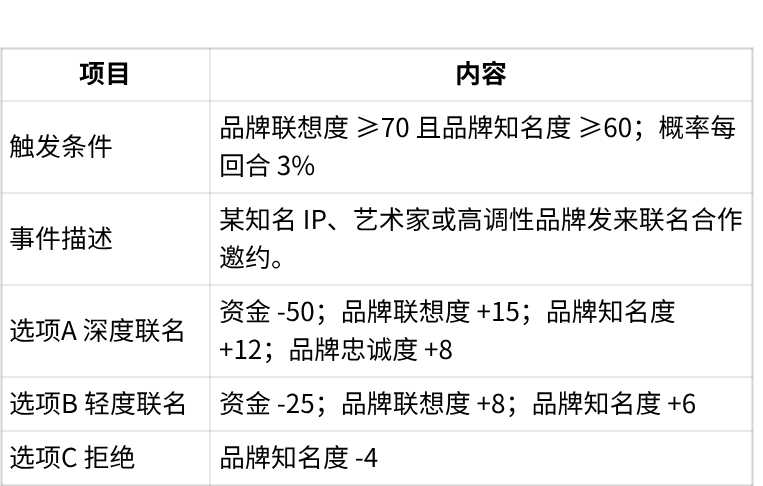 项目
内容
触发条件
品牌联想度 ≥70 且品牌知名度 ≥60；概率每
回合 3%
事件描述
某知名 IP、艺术家或高调性品牌发来联名合作
邀约。
选项A 深度联名
资金 -50；品牌联想度 +15；品牌知名度
+12；品牌忠诚度 +8
选项B 轻度联名
资金 -25；品牌联想度 +8；品牌知名度 +6
选项C 拒绝
品牌知名度 -4